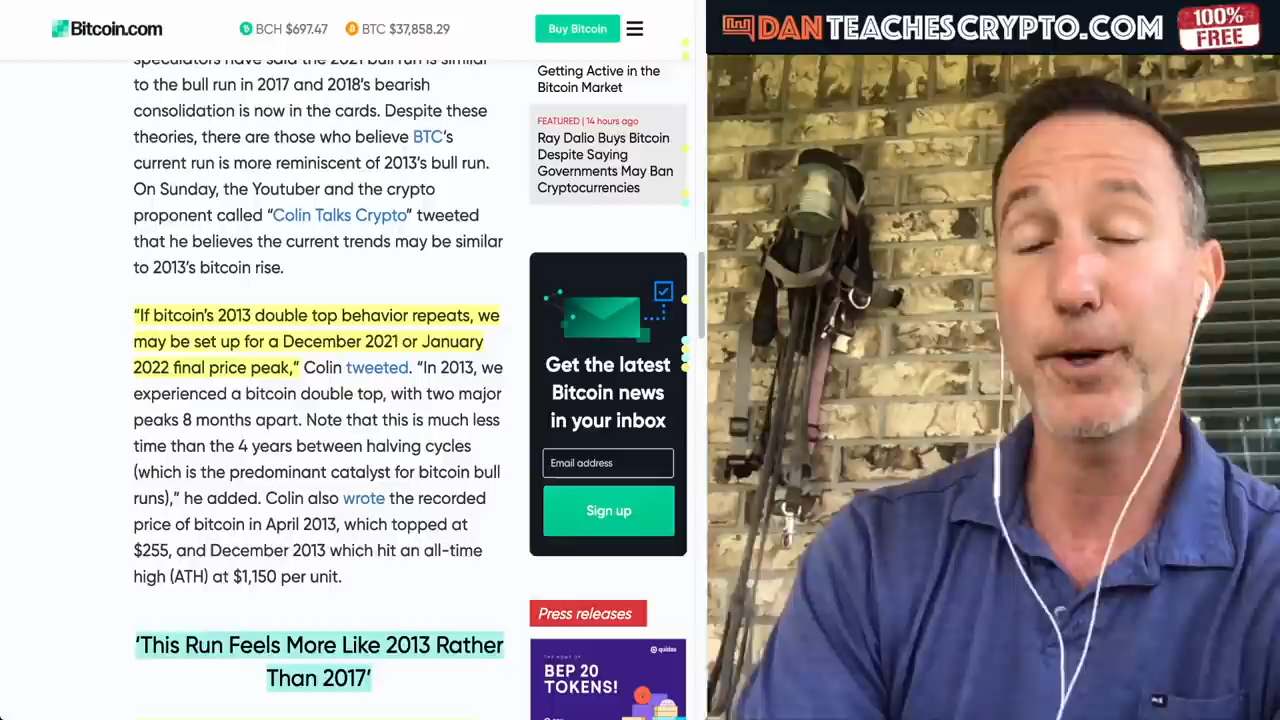 Bitcoin.com
BCH $697.47
BTC $37,858.29
Buy Bitcoin
DANTEACHESCRYPTO.COM
100%
FREE
speculators have said the 2021 bull run is similar
to the bull run in 2017 and 2018's bearish
consolidation is now in the cards. Despite these
theories, there are those who believe BTC's
current run is more reminiscent of 2013's bull run.
On Sunday, the Youtuber and the crypto
proponent called “Colin Talks Crypto” tweeted
that he believes the current trends may be similar
to 2013's bitcoin rise.
“If bitcoin's 2013 double top behavior repeats, we
may be set up for a December 2021 or January
2022 final price peak,” Colin tweeted. “In 2013, we
experienced a bitcoin double top, with two major
peaks 8 months apart. Note that this is much less
time than the 4 years between halving cycles
(which is the predominant catalyst for bitcoin bull
runs),” he added. Colin also wrote the recorded
price of bitcoin in April 2013, which topped at
$255, and December 2013 which hit an all-time
high (ATH) at $1,150 per unit.
‘This Run Feels More Like 2013 Rather
Than 2017’
Getting Active in the
Bitcoin Market
FEATURED | 14 hours ago
Ray Dalio Buys Bitcoin
Despite Saying
Governments May Ban
Cryptocurrencies
Get the latest
Bitcoin news
in your inbox
Email address
Sign up
Press releases
quidax
BEP 20
TOKENS!